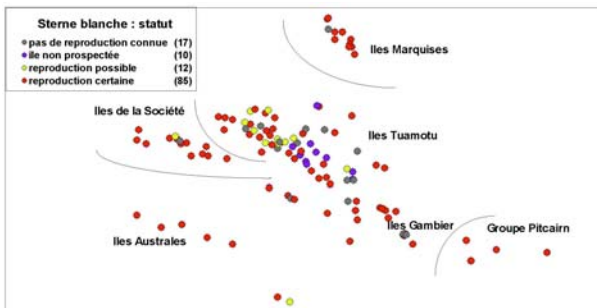 Sterne blanche : statut
pas de reproduction connue (17)
île non prospectée (10)
reproduction possible (12)
reproduction certaine (85)
Iles Marquises
Iles de la Société
Iles Tuamotu
Iles Gambier
Groupe Pitcairn
Iles Australes